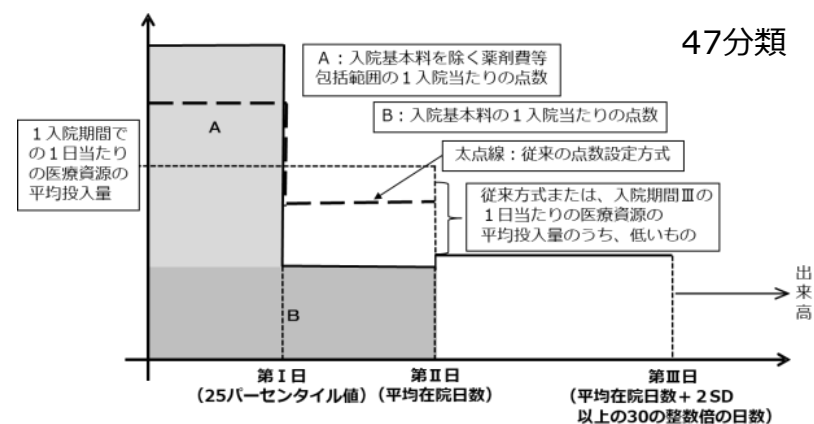 47分類
A：入院基本料を除く薬剤費等
包括範囲の１入院当たりの点数
A
B：入院基本料の１入院当たりの点数
１入院期間で
の１日当たり
の医療資源の
平均投入量
太点線：従来の点数設定方式
従来方式または、入院期間Ⅲの
１日当たりの医療資源の
平均投入量のうち、低いもの
出
来
高
B
第Ⅰ日
（25パーセンタイル値）
第Ⅱ日
（平均在院日数）
第Ⅲ日
（平均在院日数＋２SD
以上の30の整数倍の日数）